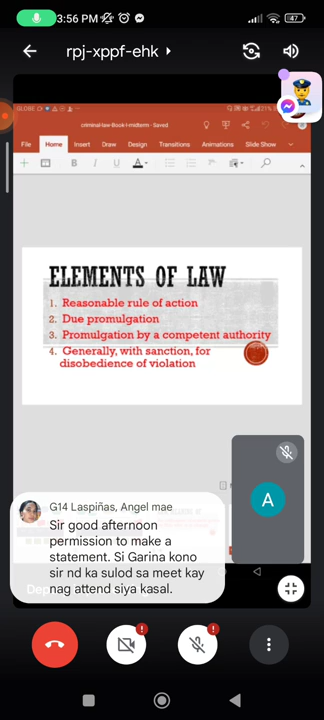 3:56 PM
47
rpj-xppf-ehk
GLOBE
criminal-law-Book-I-midterm - Saved
File Home Insert Draw Design Transitions Animations Slide Show
B I U A
ELEMENTS OF LAW
1. Reasonable rule of action
2. Due promulgation
3. Promulgation by a competent authority
4. Generally, with sanction, for
disobedience of violation
A
G14 Laspiñas, Angel mae
Sir good afternoon
permission to make a
statement. Si Garina kono
sir nd ka sulod sa meet kay
nag attend siya kasal.